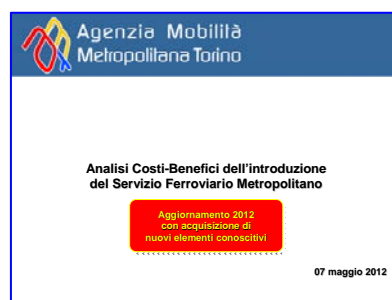 Agenzia Mobilità
Metropolitana Torino
Analisi Costi-Benefici dell'introduzione
del Servizio Ferroviario Metropolitano
Aggiornamento 2012
con acquisizione di
nuovi elementi conoscitivi
07 maggio 2012